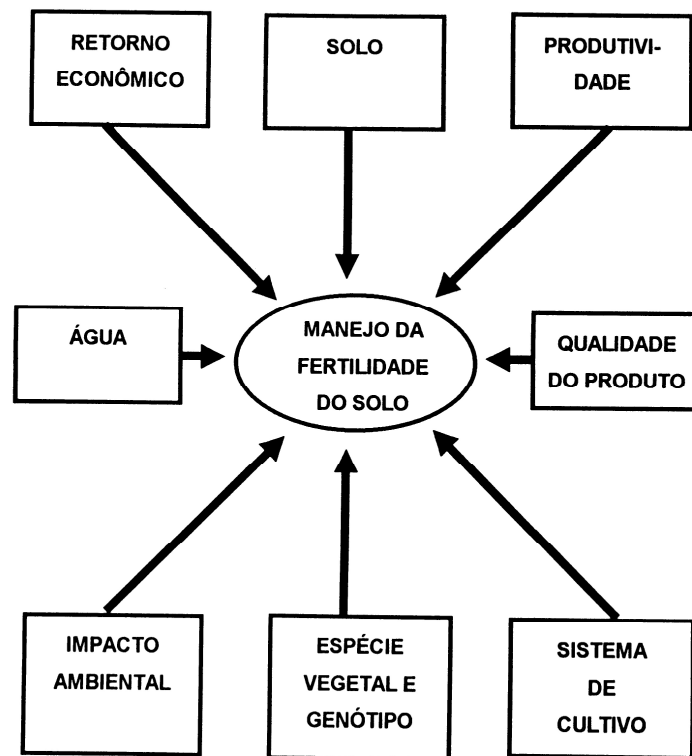 RETORNO
ECONÔMICO
SOLO
PRODUTIVI-
DADE
ÁGUA
MANEJO DA
FERTILIDADE
DO SOLO
QUALIDADE
DO PRODUTO
IMPACTO
AMBIENTAL
ESPÉCIE
VEGETAL E
GENÓTIPO
SISTEMA
DE
CULTIVO